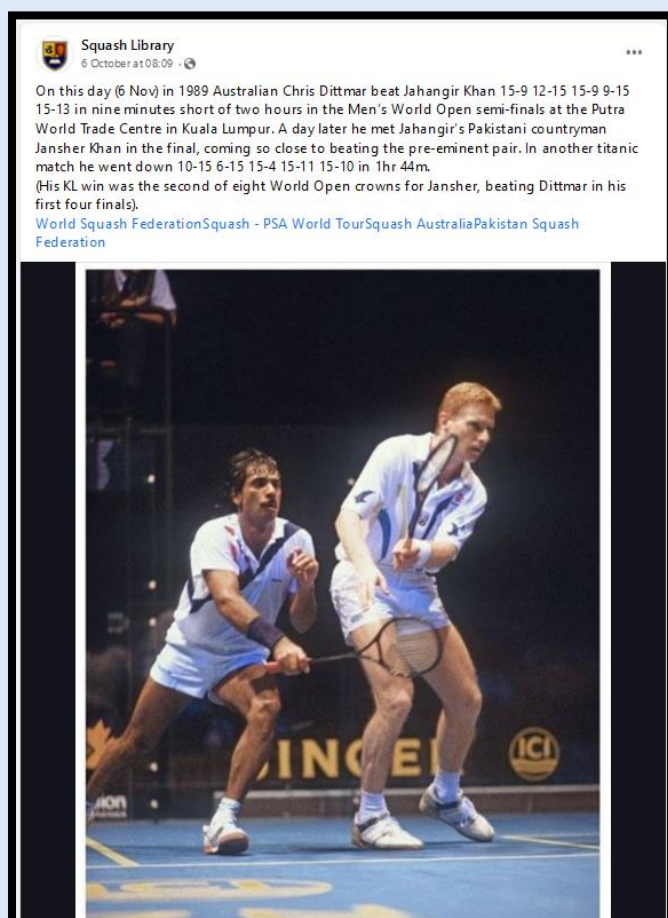 Squash Library
6 October at 08:09 ·
On this day (6 Nov) in 1989 Australian Chris Dittmar beat Jahangir Khan 15-9 12-15 15-9 9-15
15-13 in nine minutes short of two hours in the Men's World Open semi-finals at the Putra
World Trade Centre in Kuala Lumpur. A day later he met Jahangir's Pakistani countryman
Jansher Khan in the final, coming so close to beating the pre-eminent pair. In another titanic
match he went down 10-15 6-15 15-4 15-11 15-10 in 1hr 44m.
(His KL win was the second of eight World Open crowns for Jansher, beating Dittmar in his
first four finals).
World Squash FederationSquash - PSA World TourSquash AustraliaPakistan Squash
Federation
ICI